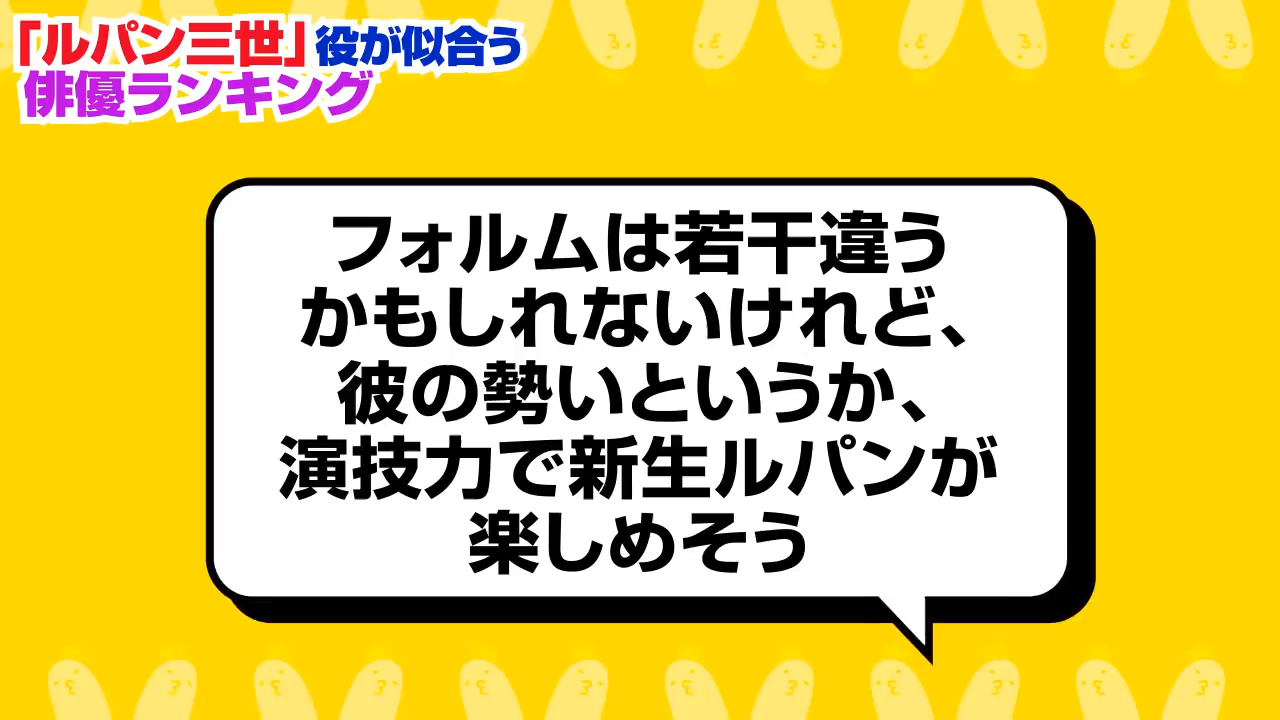 「ルパン三世」役が似合う
俳優ランキング
フォルムは若干違う
かもしれないけれど、
彼の勢いというか、
演技力で新生ルパンが
楽しめそう